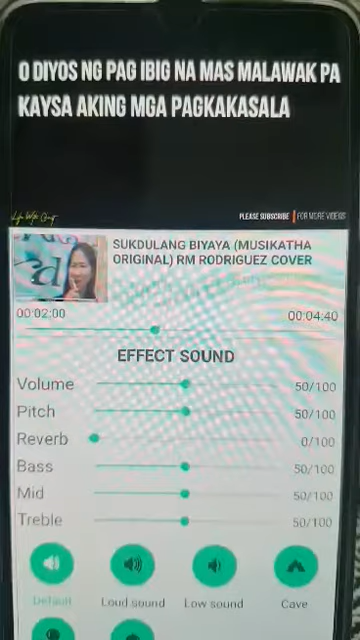 O DIYOS NG PAG IBIG NA MAS MALAWAK PA
KAYSA AKING MGA PAGKAKASALA
PLEASE SUBSCRIBE | FOR MORE VIDEOS
SUKDULANG BIYAYA (MUSIKATHA
ORIGINAL) RM RODRIGUEZ COVER
00:02:00 00:04:40
EFFECT SOUND
Volume 50/100
Pitch 50/100
Reverb 0/100
Bass 50/100
Mid 50/100
Treble 50/100
Default Loud sound Low sound Cave